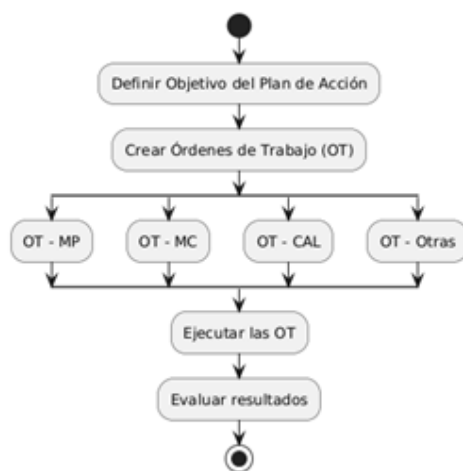 Definir Objetivo del Plan de Acción
Crear Órdenes de Trabajo (OT)
OT - MP
OT - MC
OT - CAL
OT - Otras
Ejecutar las OT
Evaluar resultados